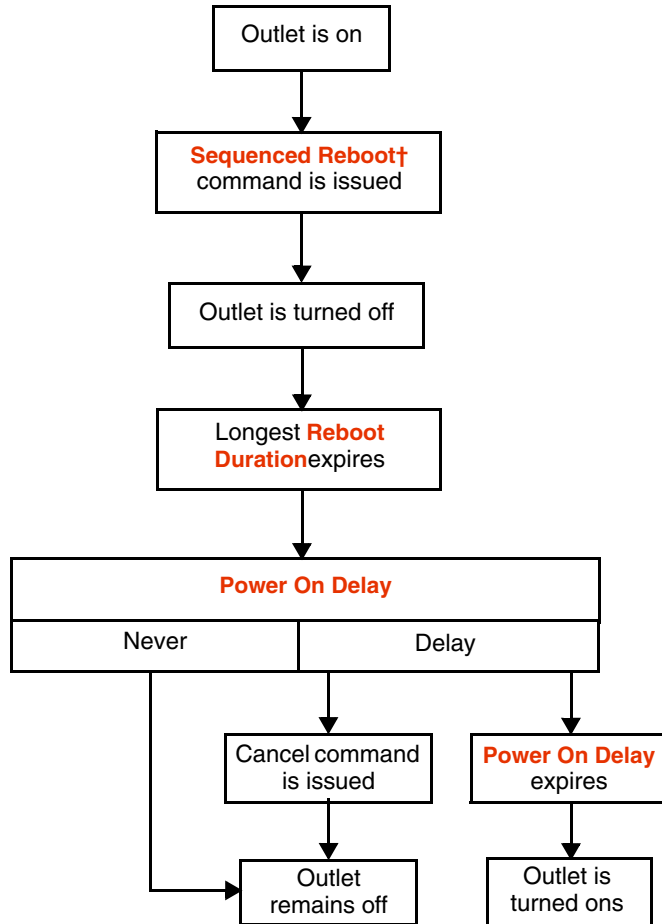 Outlet is on
Sequenced Reboot†
command is issued
Outlet is turned off
Longest Reboot
Durationexpires
Power On Delay
Never
Delay
Cancel command
is issued
Power On Delay
expires
Outlet
remains off
Outlet is
turned ons